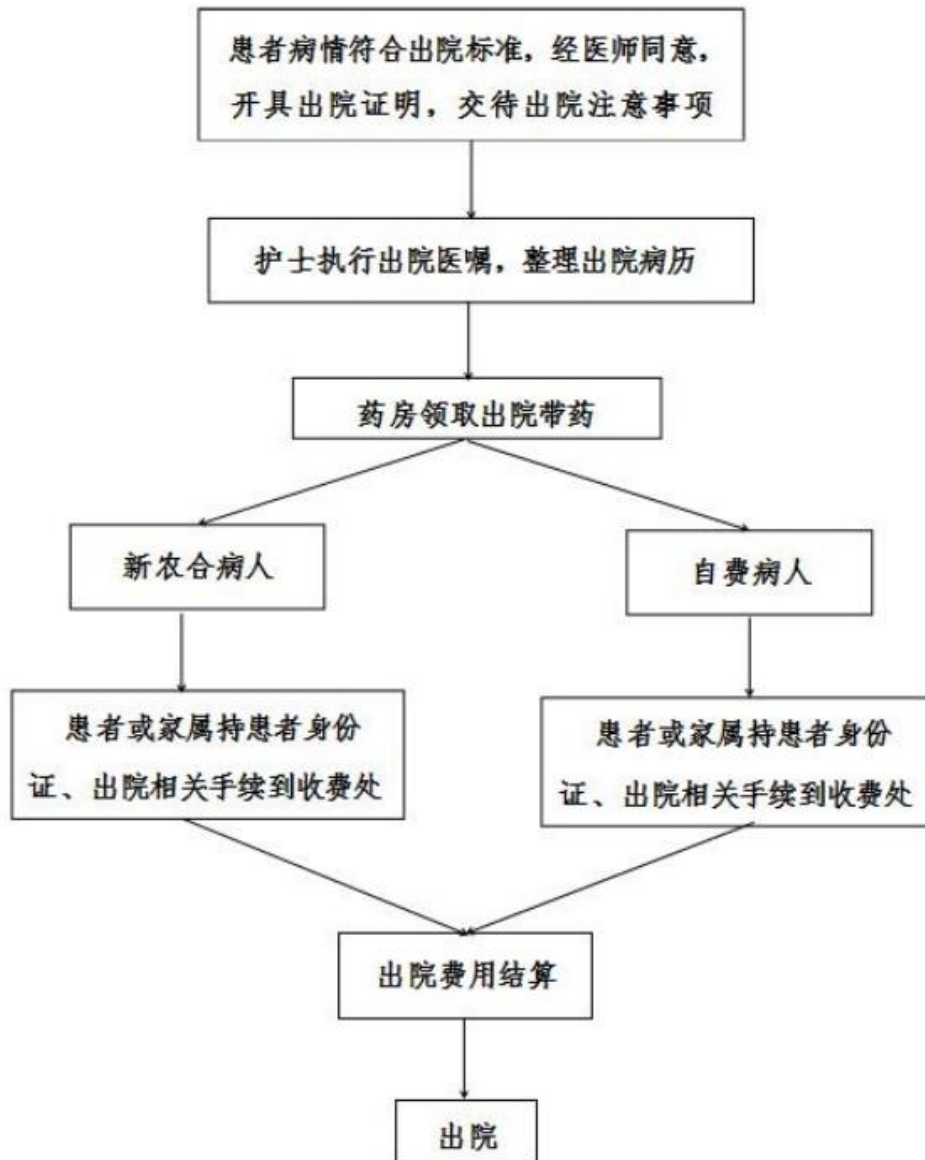 患者病情符合出院标准，经医师同意，
开具出院证明，交待出院注意事项
护士执行出院医嘱，整理出院病历
药房领取出院带药
新农合病人
自费病人
患者或家属持患者身份
证、出院相关手续到收费处
患者或家属持患者身份
证、出院相关手续到收费处
出院费用结算
出院